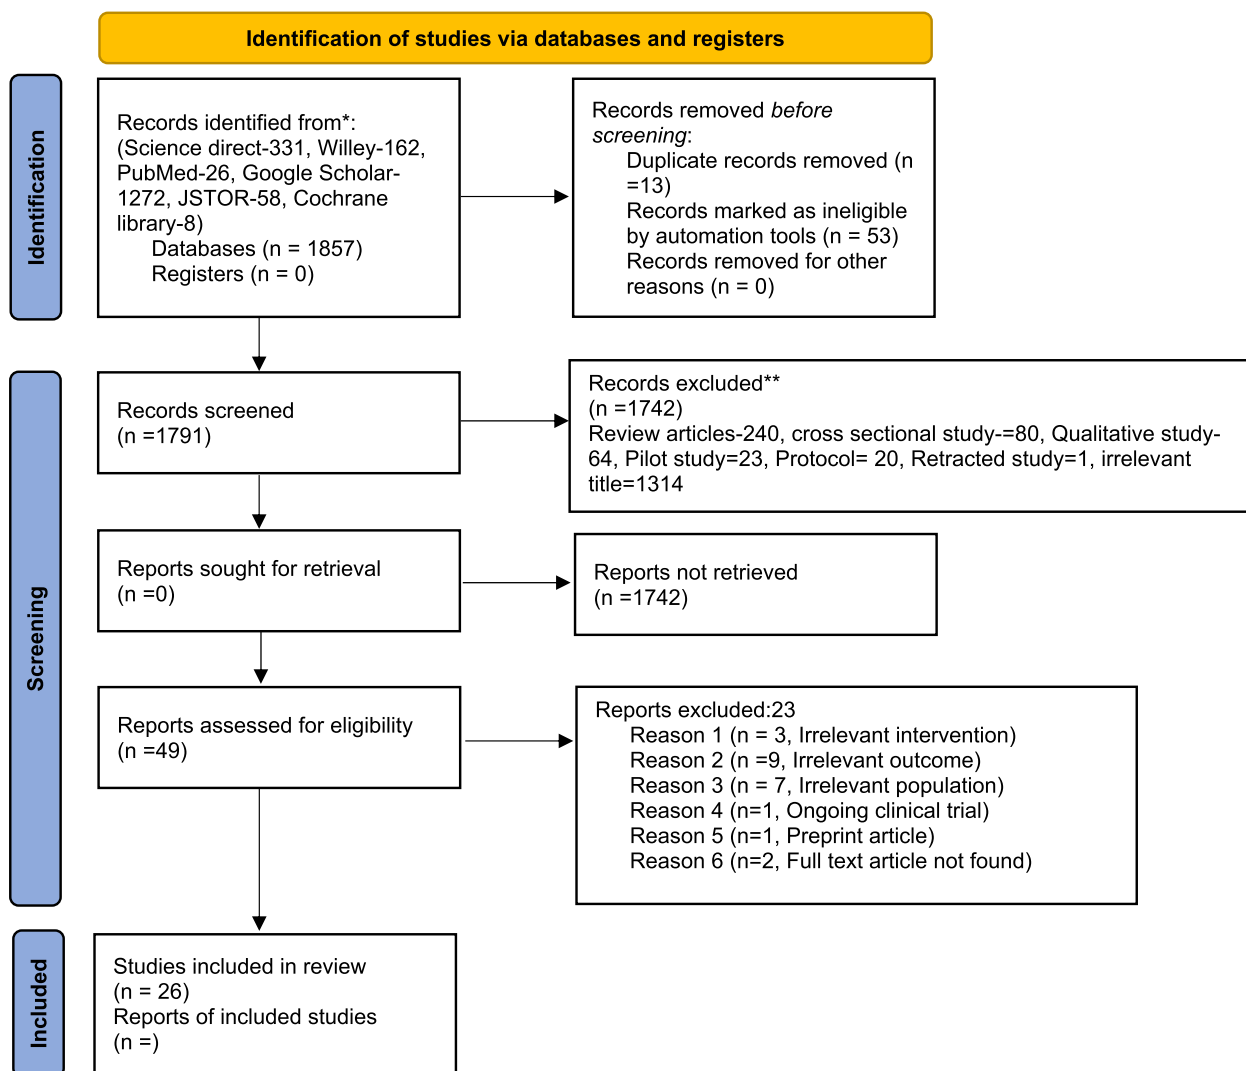 Identification of studies via databases and registers
Identification
Records identified from*:
(Science direct-331, Willey-162,
PubMed-26, Google Scholar-
1272, JSTOR-58, Cochrane
library-8)
Databases (n = 1857)
Registers (n = 0)
Records removed before
screening:
Duplicate records removed (n
=13)
Records marked as ineligible
by automation tools (n = 53)
Records removed for other
reasons (n = 0)
Screening
Records screened
(n =1791)
Records excluded**
(n =1742)
Review articles-240, cross sectional study-=80, Qualitative study-
64, Pilot study=23, Protocol= 20, Retracted study=1, irrelevant
title=1314
Reports sought for retrieval
(n =0)
Reports not retrieved
(n =1742)
Reports assessed for eligibility
(n =49)
Reports excluded:23
Reason 1 (n = 3, Irrelevant intervention)
Reason 2 (n =9, Irrelevant outcome)
Reason 3 (n = 7, Irrelevant population)
Reason 4 (n=1, Ongoing clinical trial)
Reason 5 (n=1, Preprint article)
Reason 6 (n=2, Full text article not found)
Included
Studies included in review
(n = 26)
Reports of included studies
(n =)